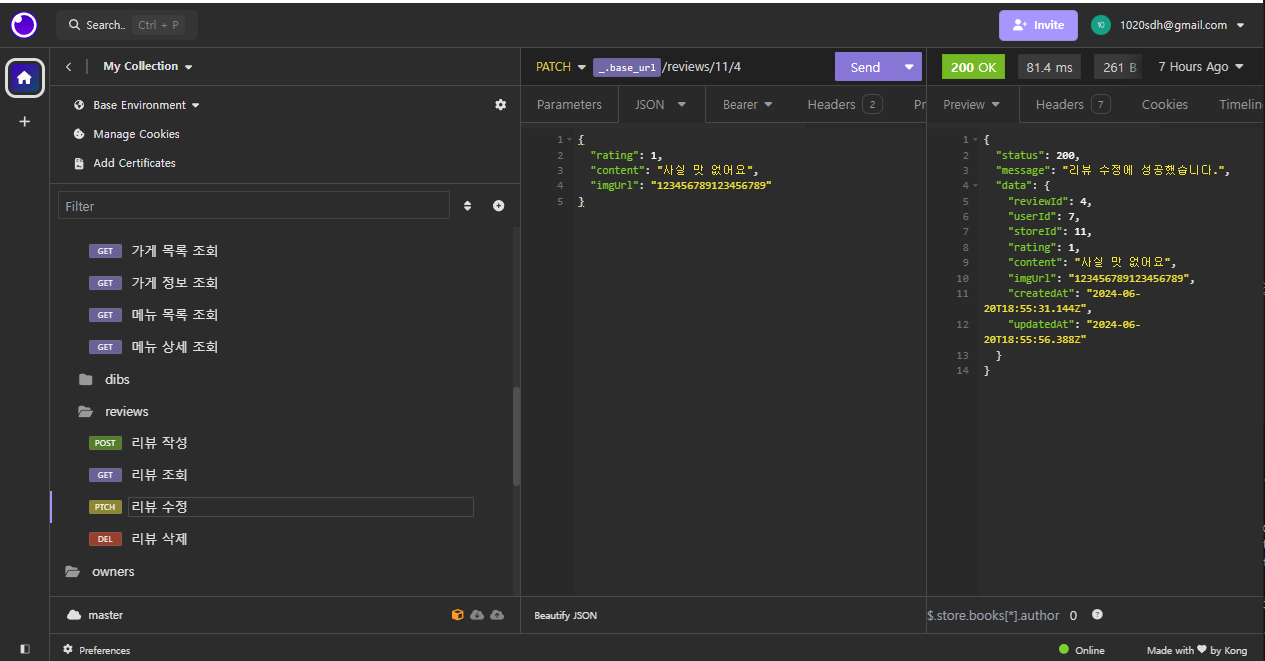 Search.. Ctrl + P
Invite
1020sdh@gmail.com
My Collection
Base Environment
Manage Cookies
Add Certificates
Filter
GET 가게 목록 조회
GET 가게 정보 조회
GET 메뉴 목록 조회
GET 메뉴 상세 조회
dibs
reviews
POST 리뷰 작성
GET 리뷰 조회
PTCH 리뷰 수정
DEL 리뷰 삭제
owners
master
Preferences
PATCH _.base_url/reviews/11/4 Send
Parameters JSON Bearer Headers 2 Pr
1 {
2 "rating": 1,
3 "content": "사실 맛 없어요",
4 "imgUrl": "123456789123456789"
5 }
Beautify JSON
200 OK 81.4 ms 261 B 7 Hours Ago
Preview Headers 7 Cookies Timelin
1 {
2 "status": 200,
3 "message": "리뷰 수정에 성공했습니다.",
4 "data": {
5 "reviewId": 4,
6 "userId": 7,
7 "storeId": 11,
8 "rating": 1,
9 "content": "사실 맛 없어요",
10 "imgUrl": "123456789123456789",
11 "createdAt": "2024-06-
20T18:55:31.144Z",
12 "updatedAt": "2024-06-
20T18:55:56.388Z"
13 }
14 }
$.store.books[*].author 0
Online
Made with ❤ by Kong